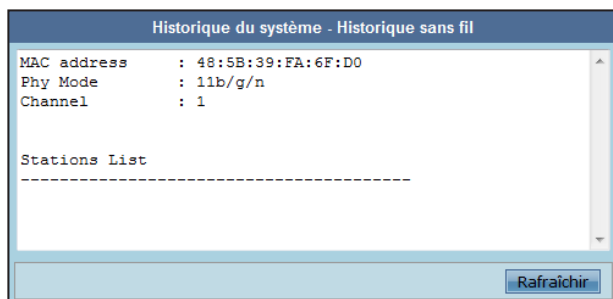 Historique du système - Historique sans fil
MAC address : 48:5B:39:FA:6F:D0
Phy Mode : 11b/g/n
Channel : 1
Stations List
----------------------------------------
Rafraîchir